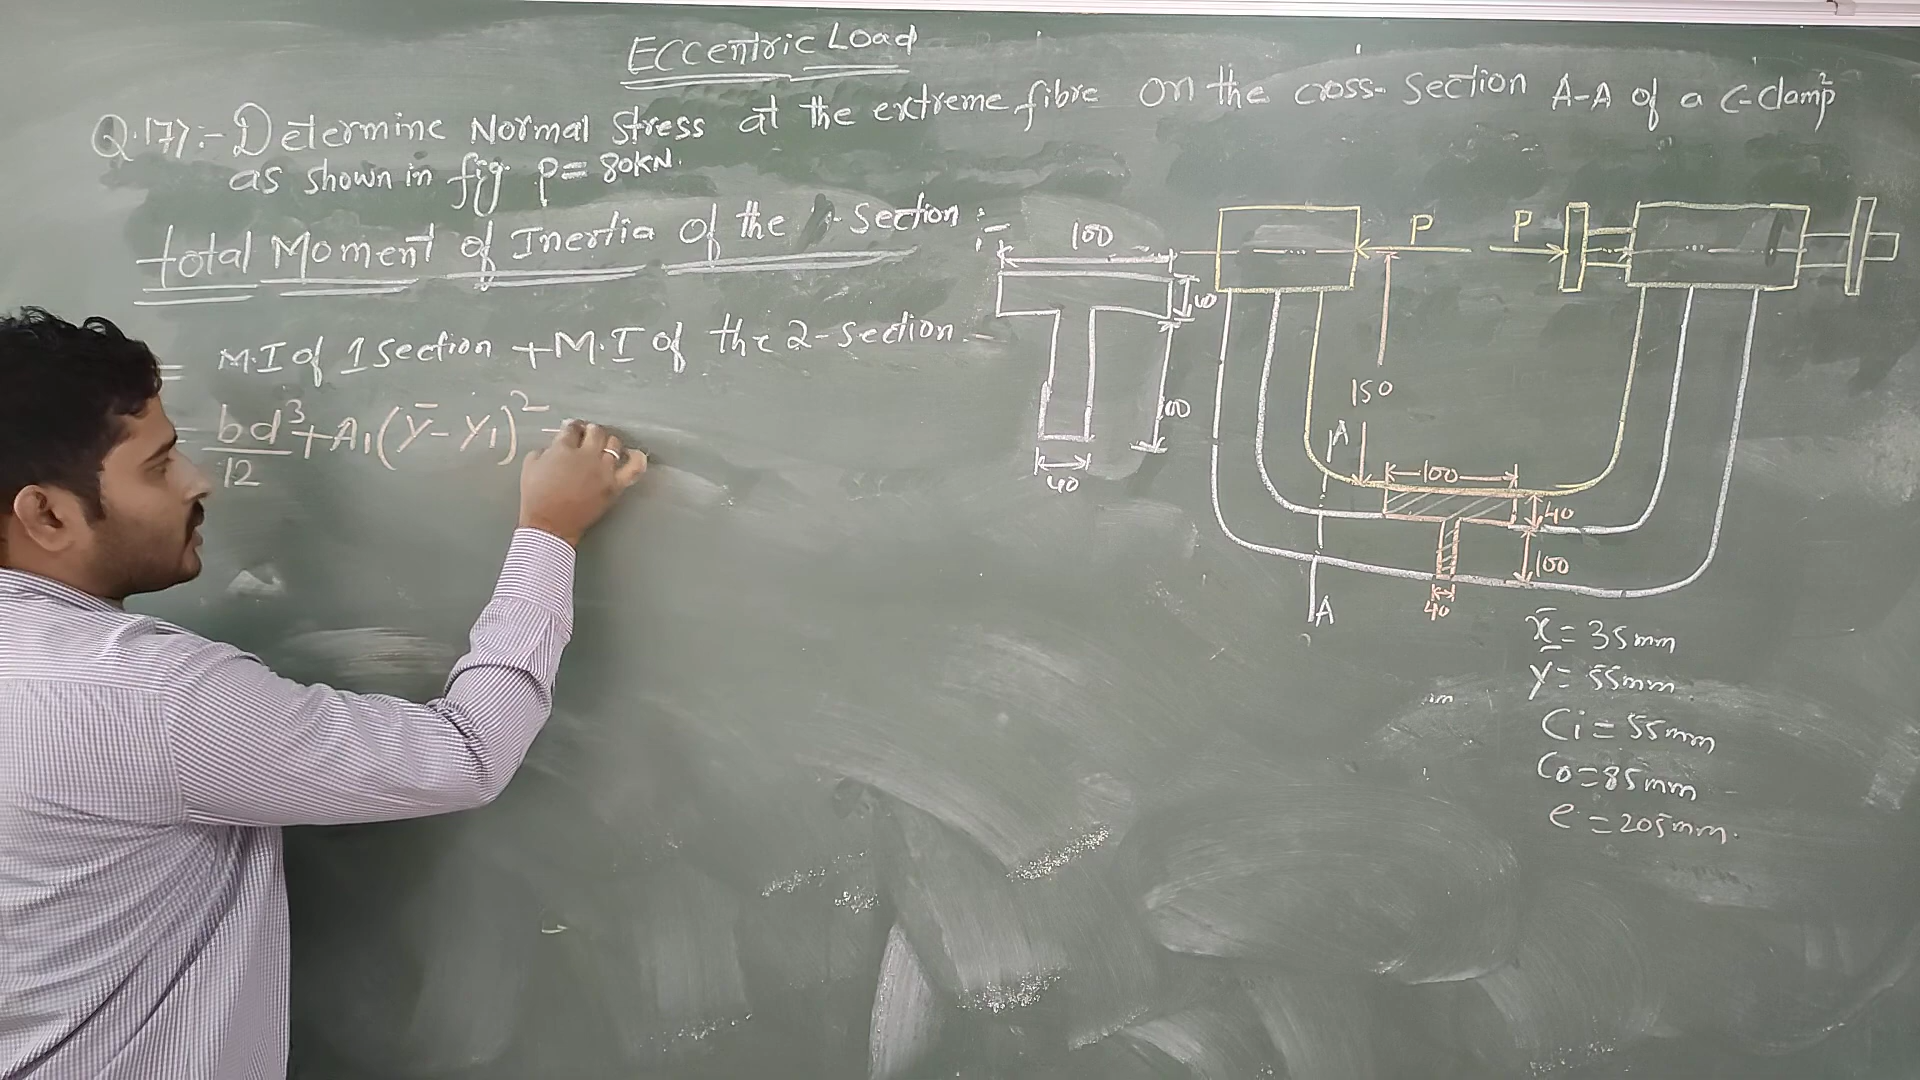 Eccentric Load
Q.17):- Determine Normal Stress at the extreme fibre on the cross-section A-A of a C-clamp
as shown in fig P= 80KN.
total Moment of Inertia of the Section :-
= M.I of 1 Section + M.I of the 2-section.-
= bd³/12 + A₁(ȳ - y₁)²
100
40
100
40
P
P
150
A
100
40
100
40
A
x̄ = 35mm
y = 55mm
Ci = 55mm
Co = 85mm
e = 205mm.